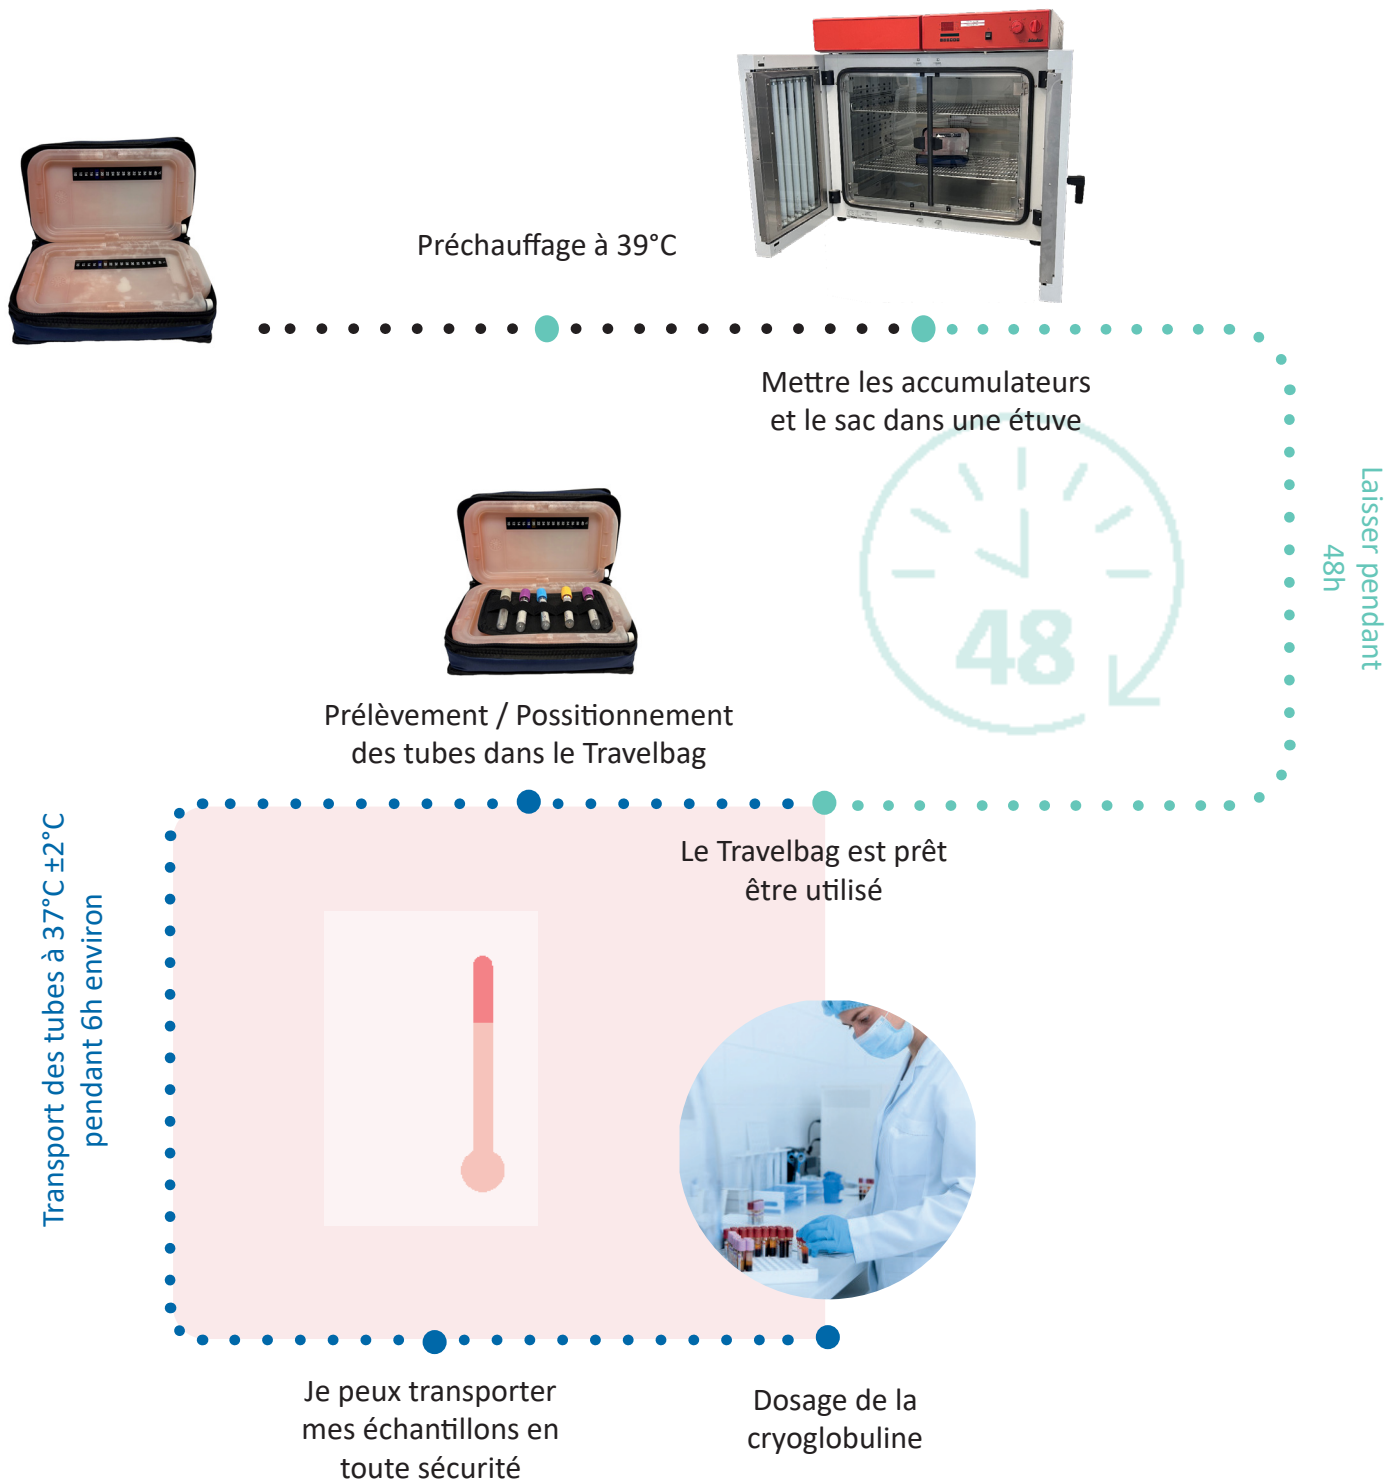 Préchauffage à 39°C
Mettre les accumulateurs
et le sac dans une étuve
Laisser pendant
48h
48
Prélèvement / Possitionnement
des tubes dans le Travelbag
Le Travelbag est prêt
être utilisé
Transport des tubes à 37°C ±2°C
pendant 6h environ
Je peux transporter
mes échantillons en
toute sécurité
Dosage de la
cryoglobuline